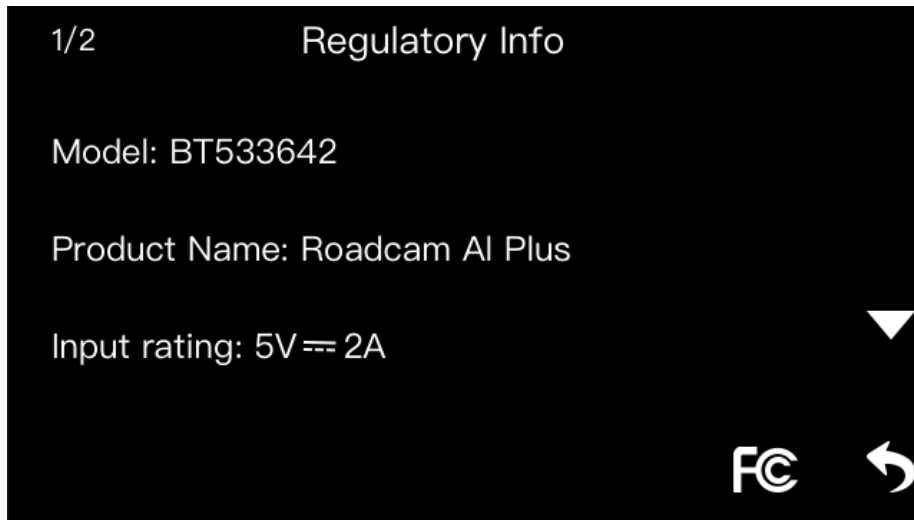 1/2 Regulatory Info
Model: BT533642
Product Name: Roadcam AI Plus
Input rating: 5V⎓2A
FC